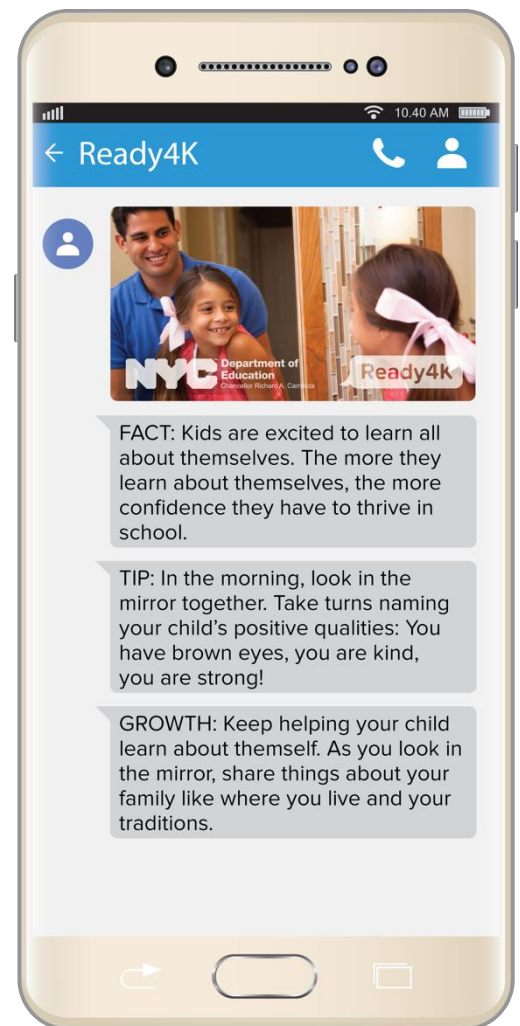 10.40 AM
Ready4K
NYC Department of
Education
Chancellor Richard A. Carranza
Ready4K
FACT: Kids are excited to learn all
about themselves. The more they
learn about themselves, the more
confidence they have to thrive in
school.
TIP: In the morning, look in the
mirror together. Take turns naming
your child’s positive qualities: You
have brown eyes, you are kind,
you are strong!
GROWTH: Keep helping your child
learn about themself. As you look in
the mirror, share things about your
family like where you live and your
traditions.